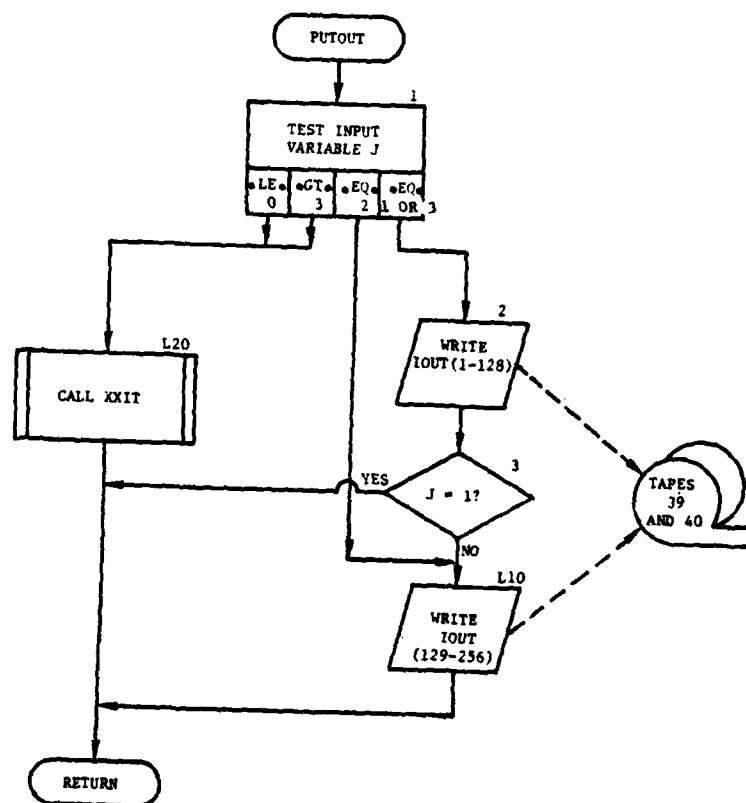 PUTOUT
1
TEST INPUT
VARIABLE J
•LE• •GT• •EQ• •EQ•
0 3 2 1 OR 3
2
WRITE
IOUT(1-128)
L20
CALL XXIT
3
YES
J = 1?
TAPES
39
AND 40
NO
L10
WRITE
IOUT
(129-256)
RETURN